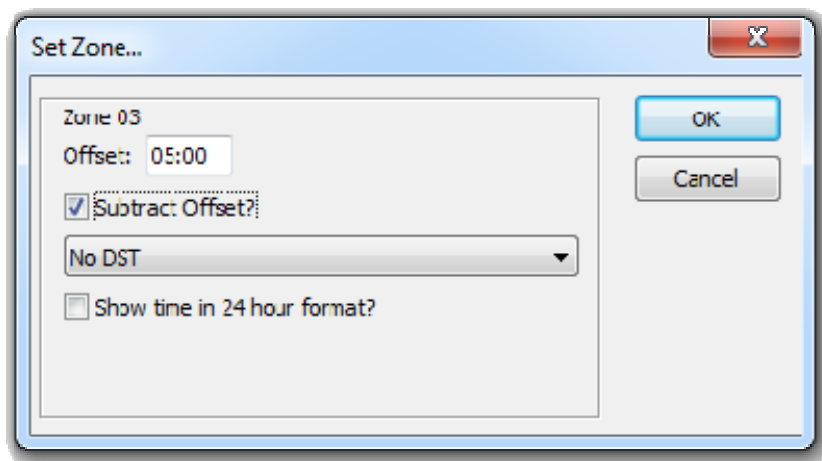 Set Zone...
Zone 03
Offset: 05:00
Subtract Offset?
No DST
Show time in 24 hour format?
OK
Cancel